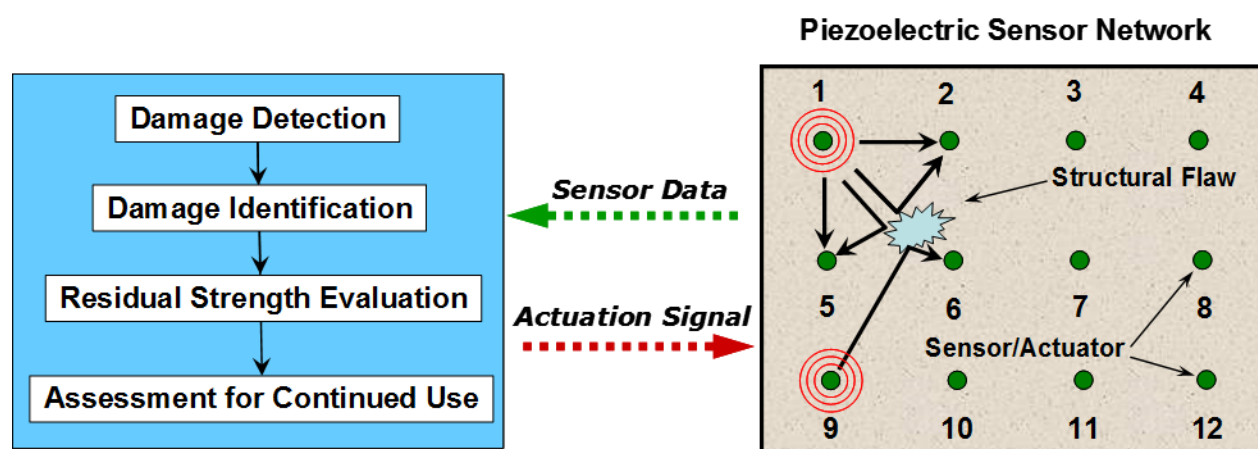 Piezoelectric Sensor Network
Damage Detection
Damage Identification
Residual Strength Evaluation
Assessment for Continued Use
Sensor Data
Actuation Signal
1 2 3 4
Structural Flaw
5 6 7 8
Sensor/Actuator
9 10 11 12